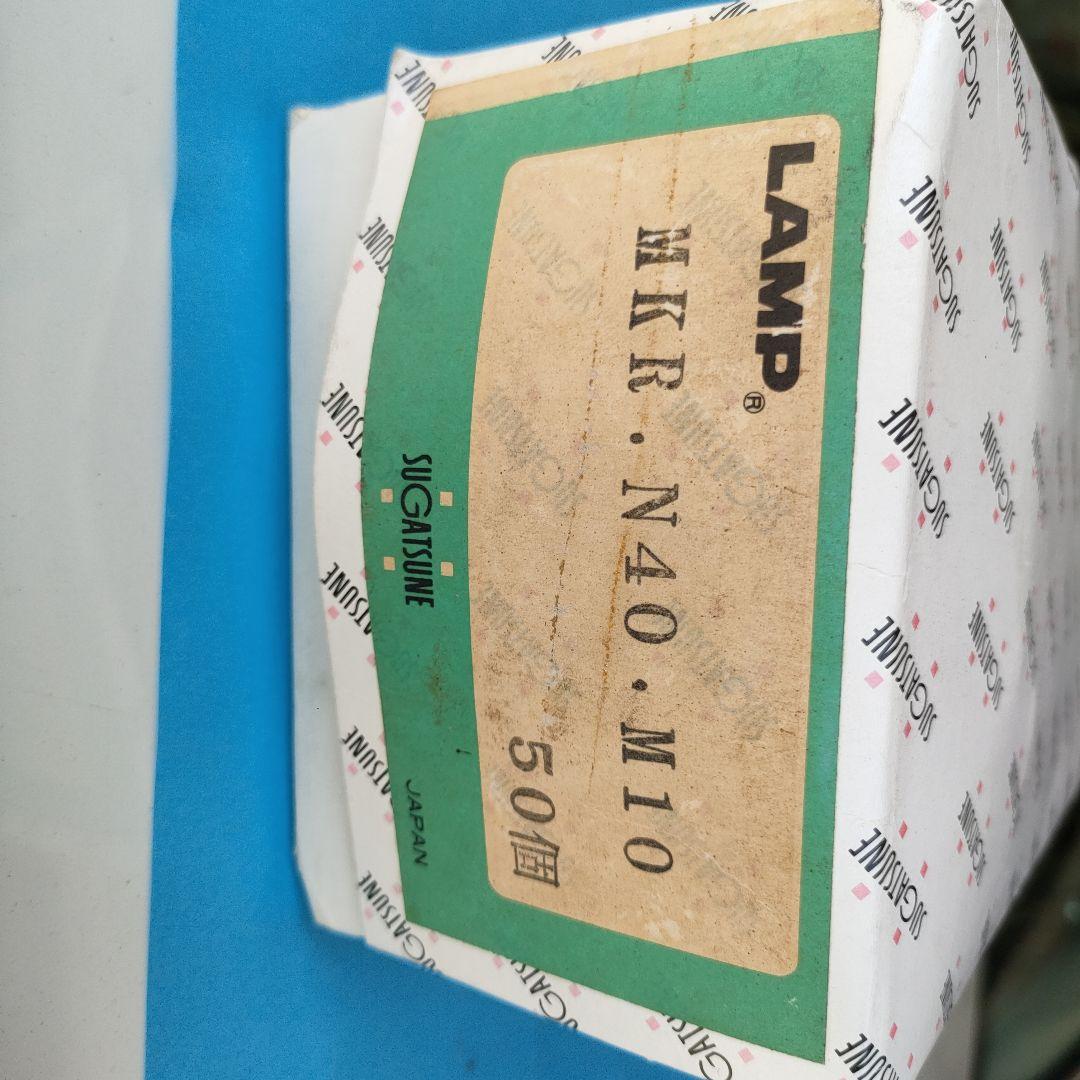 LAMP®
MKR.N40.M10
50個
SUGATSUNE
JAPAN